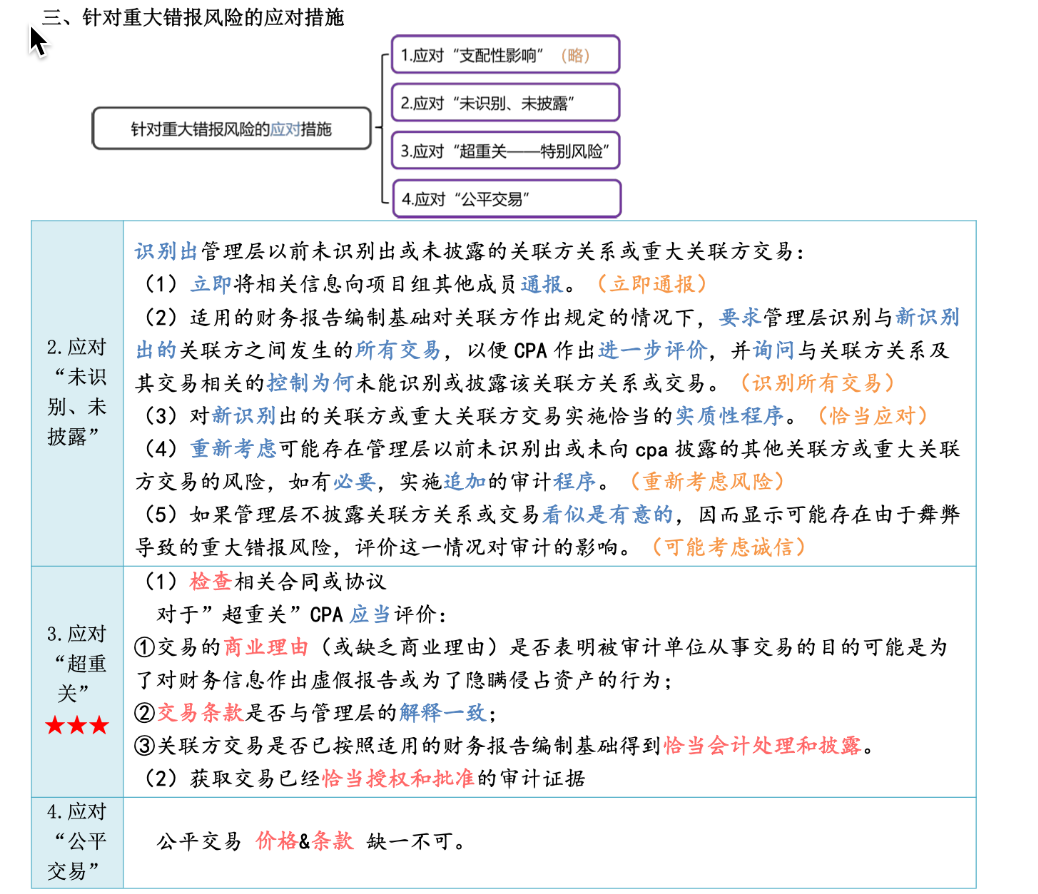 三、针对重大错报风险的应对措施
针对重大错报风险的应对措施
1.应对“支配性影响”（略）
2.应对“未识别、未披露”
3.应对“超重关——特别风险”
4.应对“公平交易”
2.应对
“未识
别、未
披露”
识别出管理层以前未识别出或未披露的关联方关系或重大关联方交易：
（1）立即将相关信息向项目组其他成员通报。（立即通报）
（2）适用的财务报告编制基础对关联方作出规定的情况下，要求管理层识别与新识别
出的关联方之间发生的所有交易，以便 CPA 作出进一步评价，并询问与关联方关系及
其交易相关的控制为何未能识别或披露该关联方关系或交易。（识别所有交易）
（3）对新识别出的关联方或重大关联方交易实施恰当的实质性程序。（恰当应对）
（4）重新考虑可能存在管理层以前未识别出或未向 cpa 披露的其他关联方或重大关联
方交易的风险，如有必要，实施追加的审计程序。（重新考虑风险）
（5）如果管理层不披露关联方关系或交易看似是有意的，因而显示可能存在由于舞弊
导致的重大错报风险，评价这一情况对审计的影响。（可能考虑诚信）
3.应对
“超重
关”
★★★
（1）检查相关合同或协议
对于”超重关”CPA 应当评价：
①交易的商业理由（或缺乏商业理由）是否表明被审计单位从事交易的目的可能是为
了对财务信息作出虚假报告或为了隐瞒侵占资产的行为；
②交易条款是否与管理层的解释一致；
③关联方交易是否已按照适用的财务报告编制基础得到恰当会计处理和披露。
（2）获取交易已经恰当授权和批准的审计证据
4.应对
“公平
交易”
公平交易 价格&条款 缺一不可。